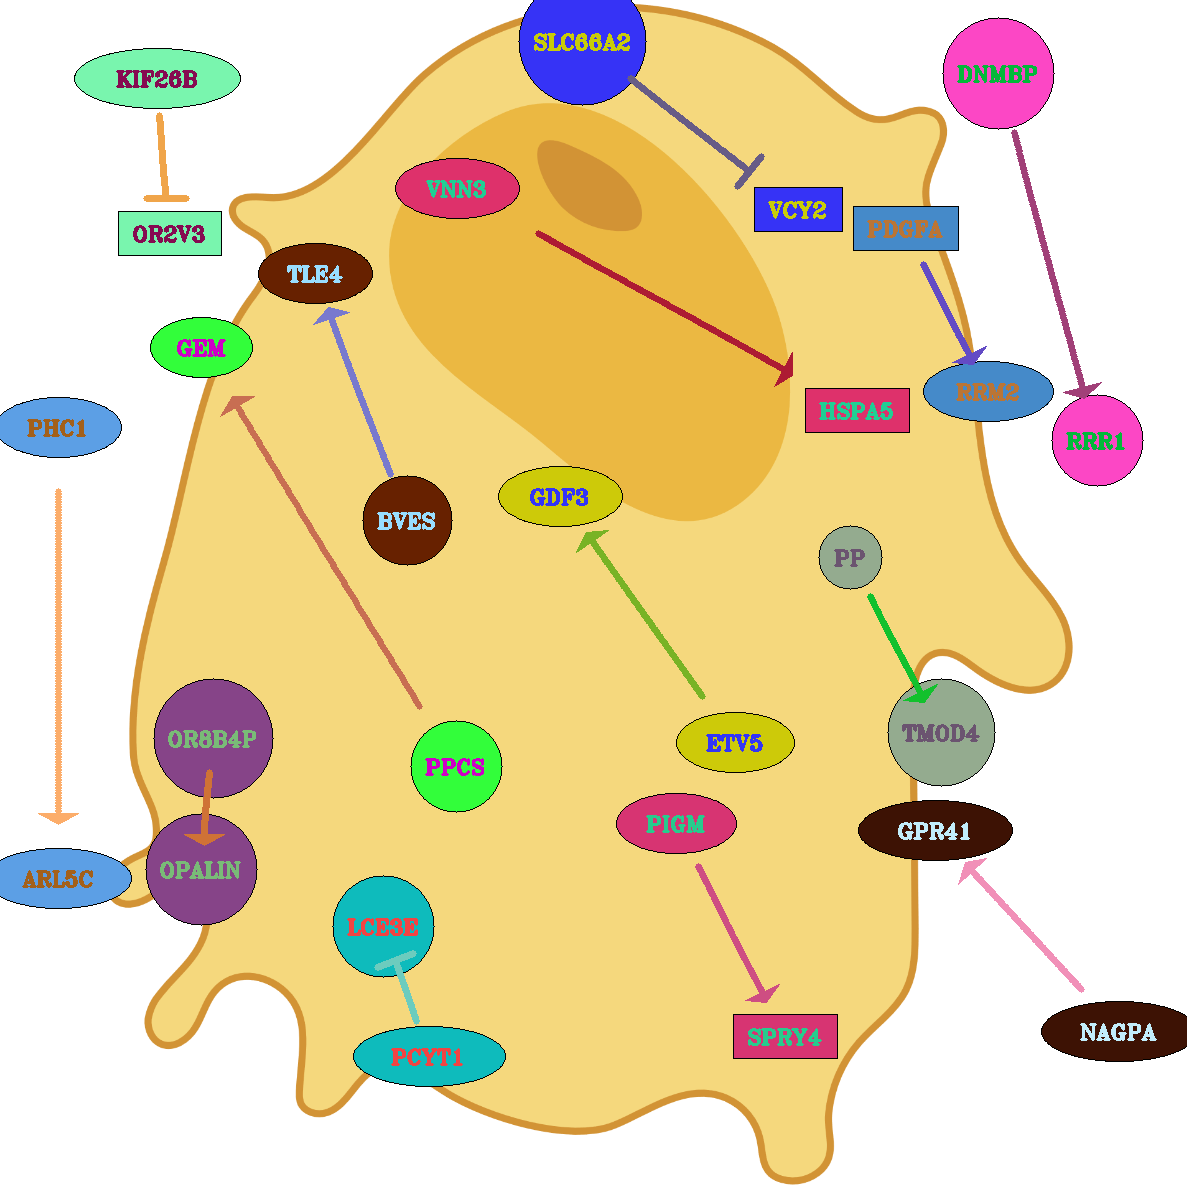 SLC66A2
DNMBP
KIF26B
VNN3
VCY2
PDGFA
OR2V3
TLE4
GEM
RRM2
HSPA5
PHC1
RRR1
GDF3
BVES
PP
TMOD4
OR8B4P
ETV5
PPCS
PIGM
GPR41
OPALIN
ARL5C
LCE3E
NAGPA
SPRY4
PCYT1